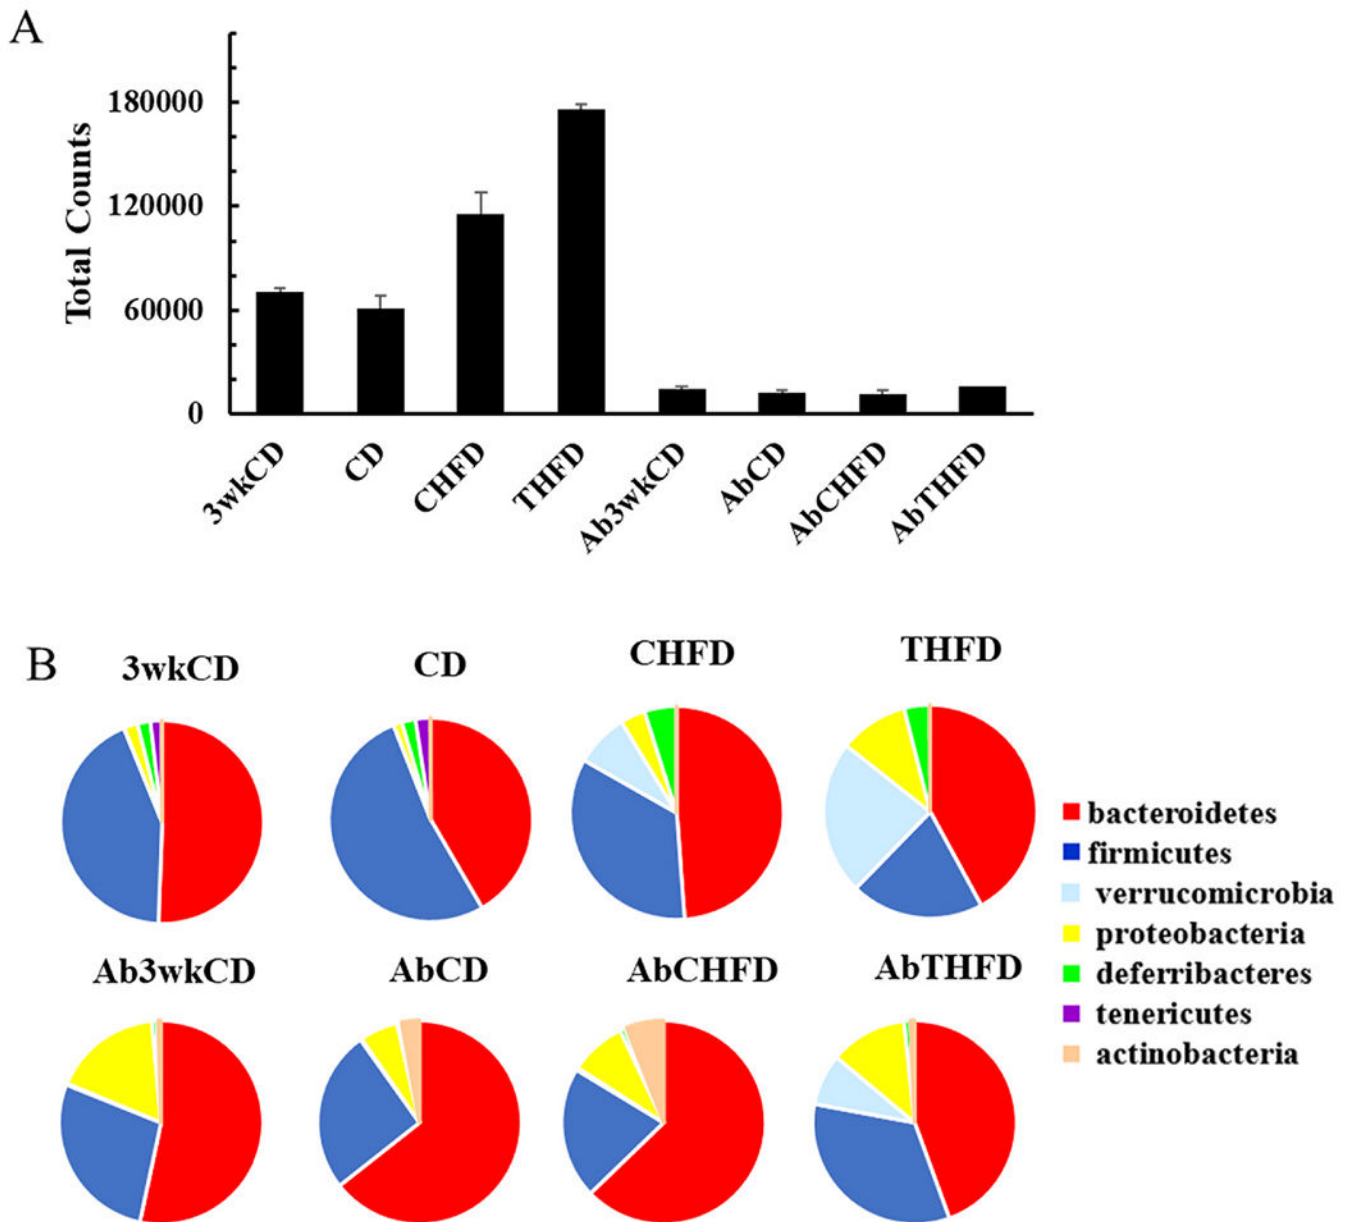 A
Total Counts
180000
120000
60000
0
3wkCD
CD
CHFD
THFD
Ab3wkCD
AbCD
AbCHFD
AbTHFD
B
3wkCD
CD
CHFD
THFD
Ab3wkCD
AbCD
AbCHFD
AbTHFD
bacteroidetes
firmicutes
verrucomicrobia
proteobacteria
deferribacteres
tenericutes
actinobacteria